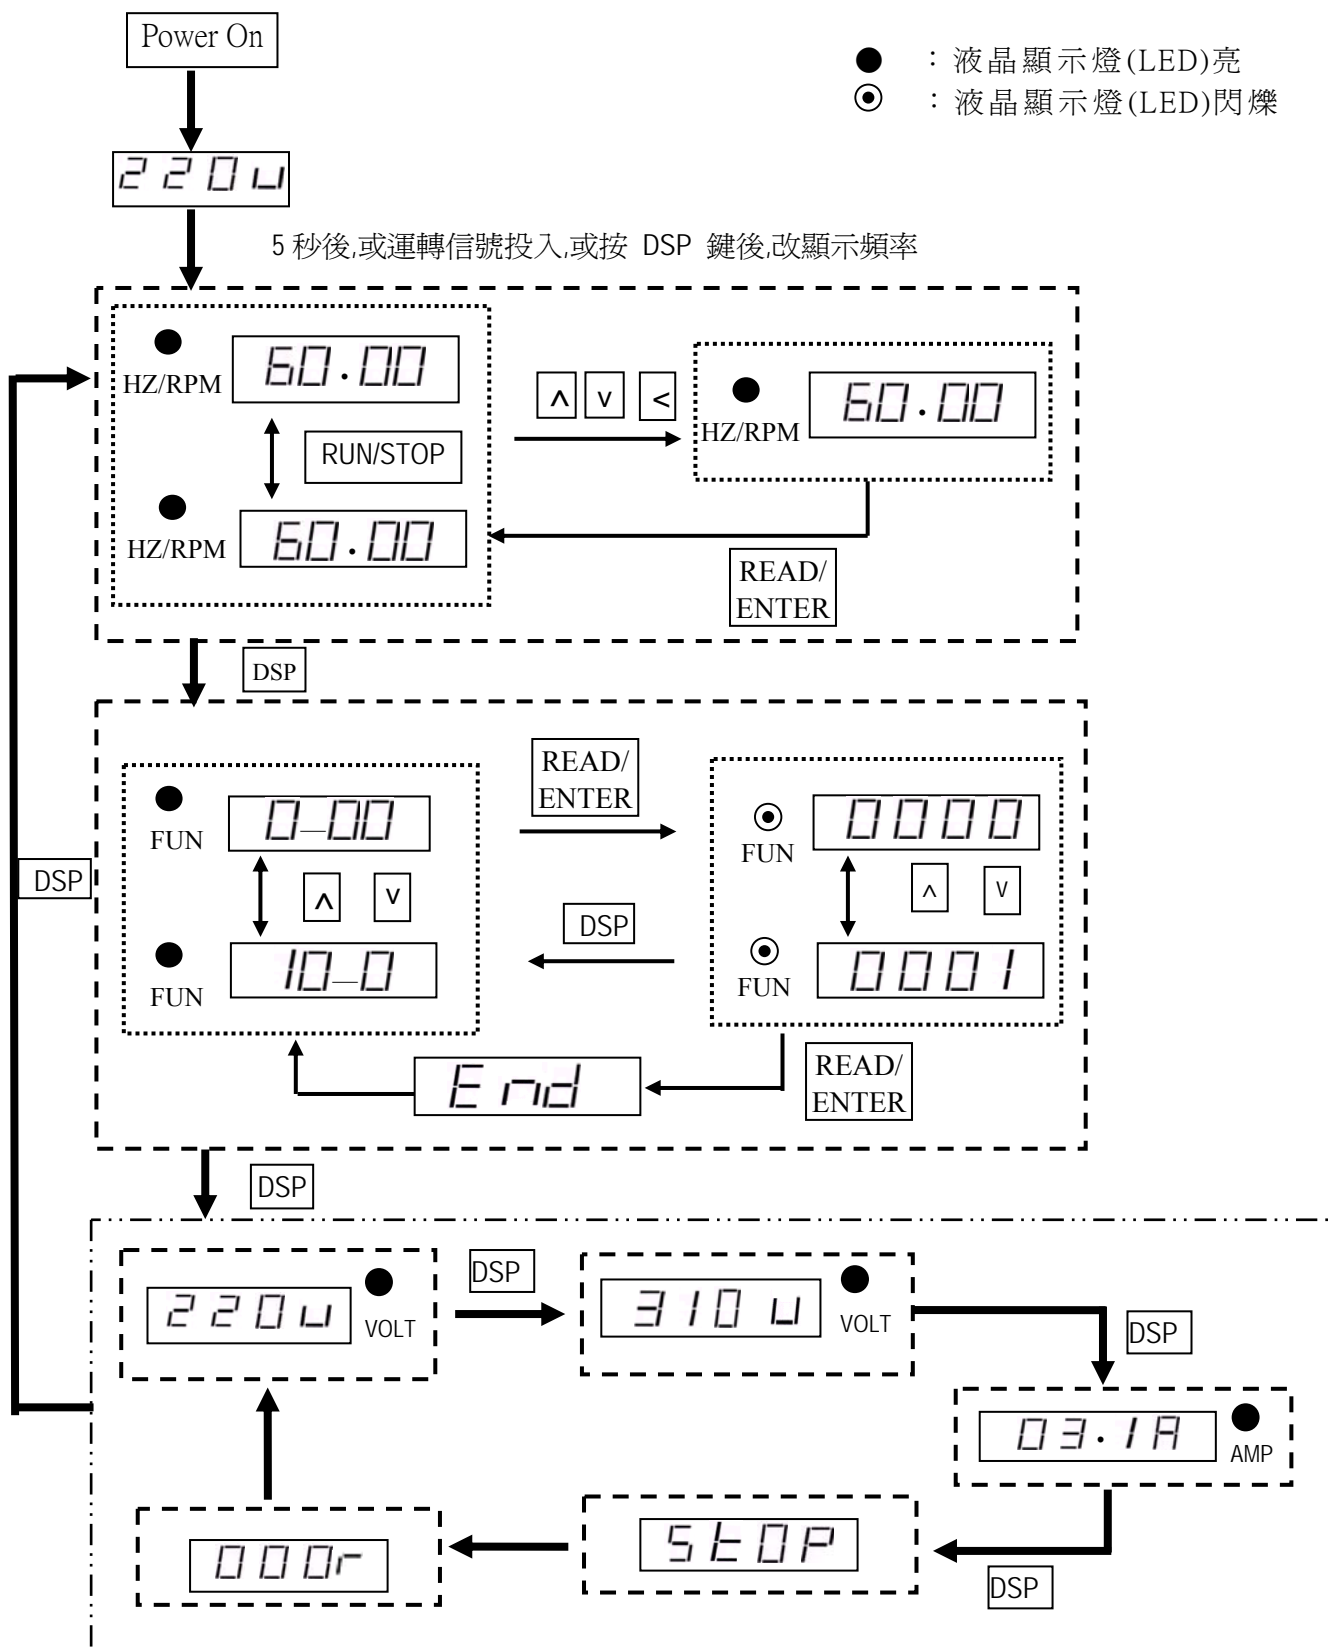 Power On
：液晶顯示燈(LED)亮
：液晶顯示燈(LED)閃爍
220u
5 秒後,或運轉信號投入,或按 DSP 鍵後,改顯示頻率
HZ/RPM 60.00
RUN/STOP
HZ/RPM 60.00
∧ ∨ <
HZ/RPM 60.00
READ/
ENTER
DSP
DSP
FUN 0-00
∧ ∨
FUN 10-0
READ/
ENTER
DSP
FUN 0000
∧ ∨
FUN 0001
READ/
ENTER
End
DSP
220u VOLT
DSP
310u VOLT
DSP
03.1A AMP
DSP
StOP
000r